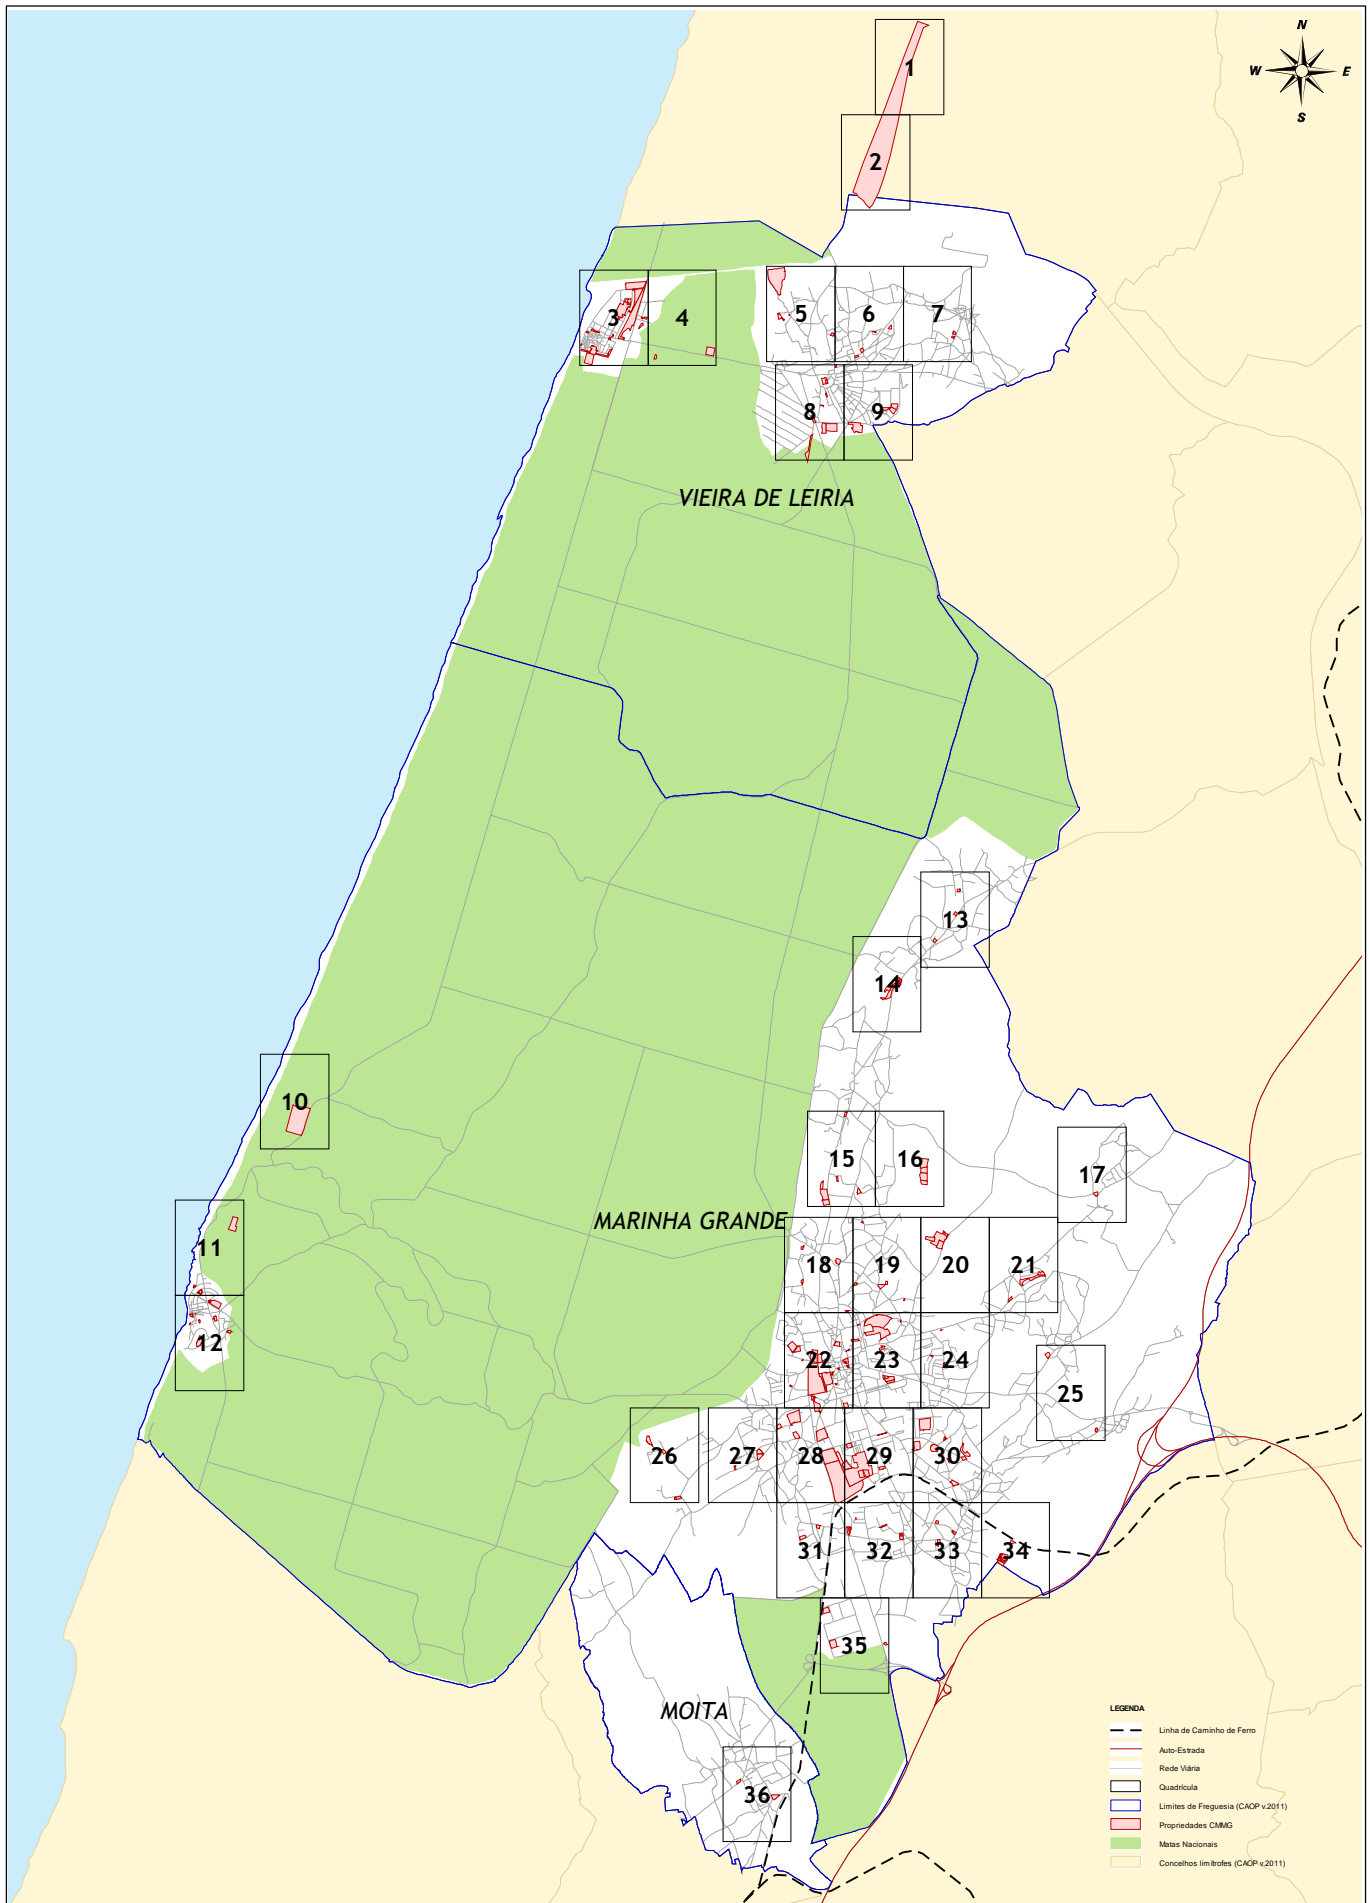 N
1
W E
S
2
3
4
5
6
7
8
9
VIEIRA DE LEIRIA
13
14
10
15
16
17
MARINHA GRANDE
11
18
19
20
21
12
22
23
24
25
26
27
28
29
30
31
32
33
34
35
MOITA
36
LEGENDA
Linha de Caminho de Ferro
Auto-Estrada
Rede Viária
Quadrícula
Limites de Freguesia (CAOP v.2011)
Propriedades CMMG
Matas Nacionais
Concelhos limítrofes (CAOP v.2011)